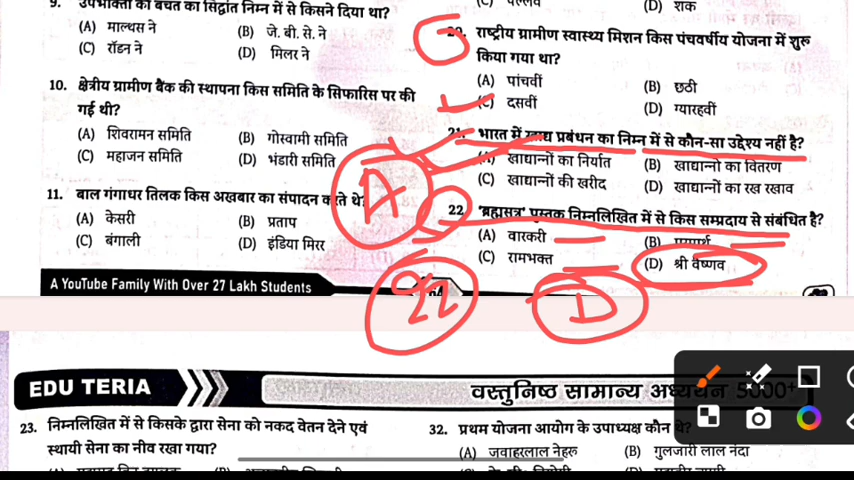 9. उपभोक्ता की बचत का सिद्धांत निम्न में से किसने दिया था?
(A) माल्थस ने (B) जे. बी. से. ने
(C) रॉडन ने (D) मिलर ने
10. क्षेत्रीय ग्रामीण बैंक की स्थापना किस समिति के सिफारिस पर की
गई थी?
(A) शिवरामन समिति (B) गोस्वामी समिति
(C) महाजन समिति (D) भंडारी समिति
11. बाल गंगाधर तिलक किस अखबार का संपादन करते थे?
(A) केसरी (B) प्रताप
(C) बंगाली (D) इंडिया मिरर
A YouTube Family With Over 27 Lakh Students
(C) पल्लव (D) शक
20. राष्ट्रीय ग्रामीण स्वास्थ्य मिशन किस पंचवर्षीय योजना में शुरू
किया गया था?
(A) पांचवीं (B) छठी
(C) दसवीं (D) ग्यारहवीं
21. भारत में खाद्य प्रबंधन का निम्न में से कौन-सा उद्देश्य नहीं है?
(A) खाद्यान्नों का निर्यात (B) खाद्यान्नो का वितरण
(C) खाद्यान्नों की खरीद (D) खाद्यान्नों का रख रखाव
22. 'ब्रह्मसत्र' पुस्तक निम्नलिखित में से किस सम्प्रदाय से संबंधित है?
(A) वारकरी (B)
(C) रामभक्त (D) श्री वैष्णव
A
22
D
EDU TERIA
वस्तुनिष्ठ सामान्य अध्ययन 5000+
23. निम्नलिखित में से किसके द्वारा सेना को नकद वेतन देने एवं
स्थायी सेना का नीव रखा गया?
32. प्रथम योजना आयोग के उपाध्यक्ष कौन थे?
(A) जवाहरलाल नेहरू (B) गुलजारी लाल नंदा